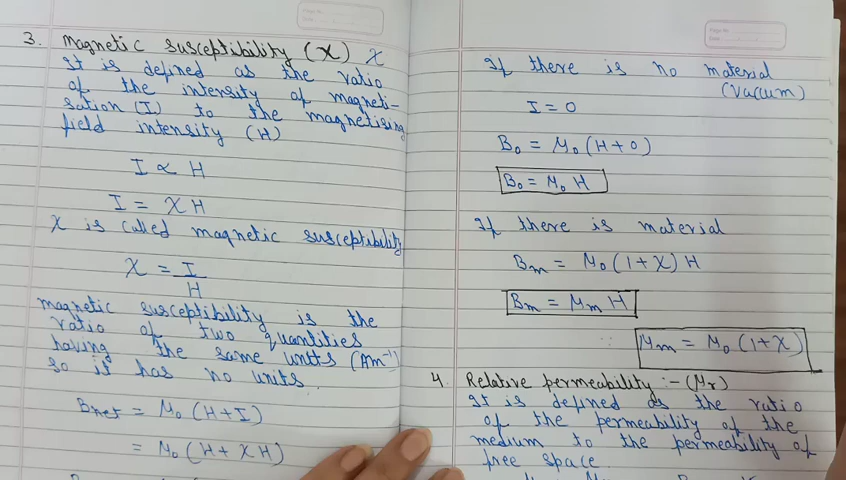 3. magnetic susceptibility (χ) χ
It is defined as the ratio
of the intensity of magneti-
sation (I) to the magnetising
field intensity (H)
I ∝ H
I = χH
χ is called magnetic susceptibility
χ = I/H
magnetic susceptibility is the
ratio of two quantities
having the same units (Am⁻¹)
so it has no units.
Bnet = μ₀(H+I)
= μ₀(H+χH)
If there is no material
(Vaccum)
I = 0
B₀ = μ₀(H+0)
B₀ = μ₀H
If there is material
Bm = μ₀(1+χ)H
Bm = μm H
∵ μm = μ₀(1+χ)
4. Relative permeability :- (μr)
It is defined as the ratio
of the permeability of the
medium to the permeability of
free space.